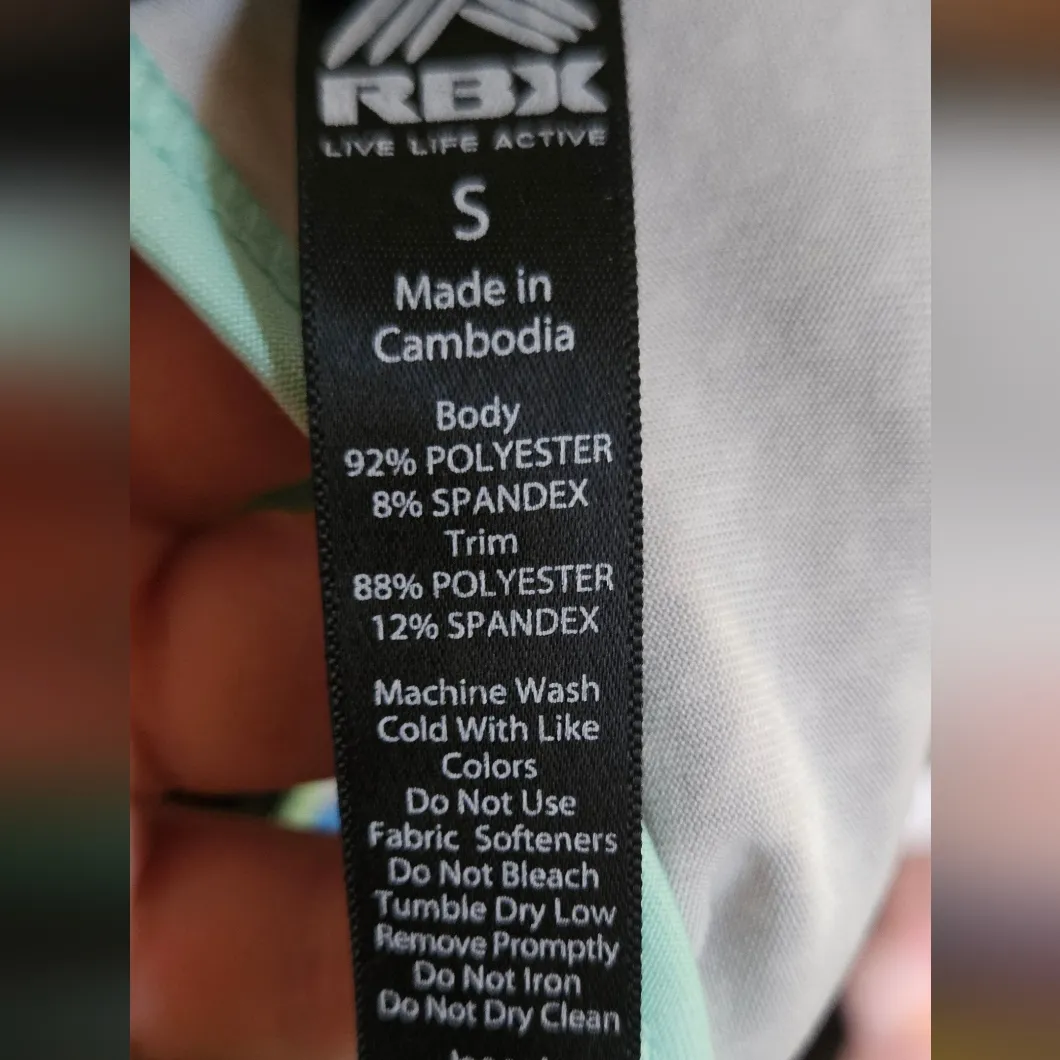 RBX
LIVE LIFE ACTIVE
S
Made in
Cambodia
Body
92% POLYESTER
8% SPANDEX
Trim
88% POLYESTER
12% SPANDEX
Machine Wash
Cold With Like
Colors
Do Not Use
Fabric Softeners
Do Not Bleach
Tumble Dry Low
Remove Promptly
Do Not Iron
Do Not Dry Clean